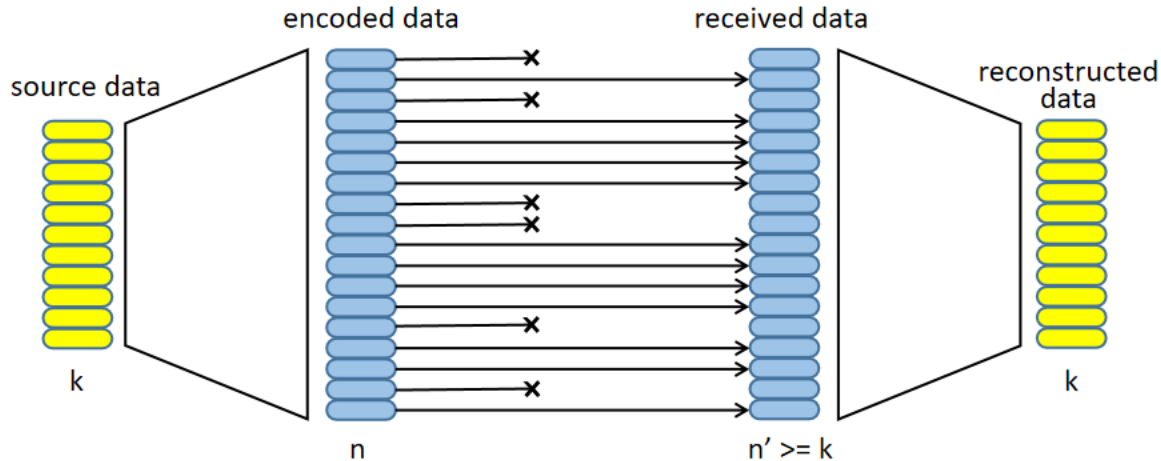 encoded data
received data
source data
reconstructed
data
k
n
n' >= k
k